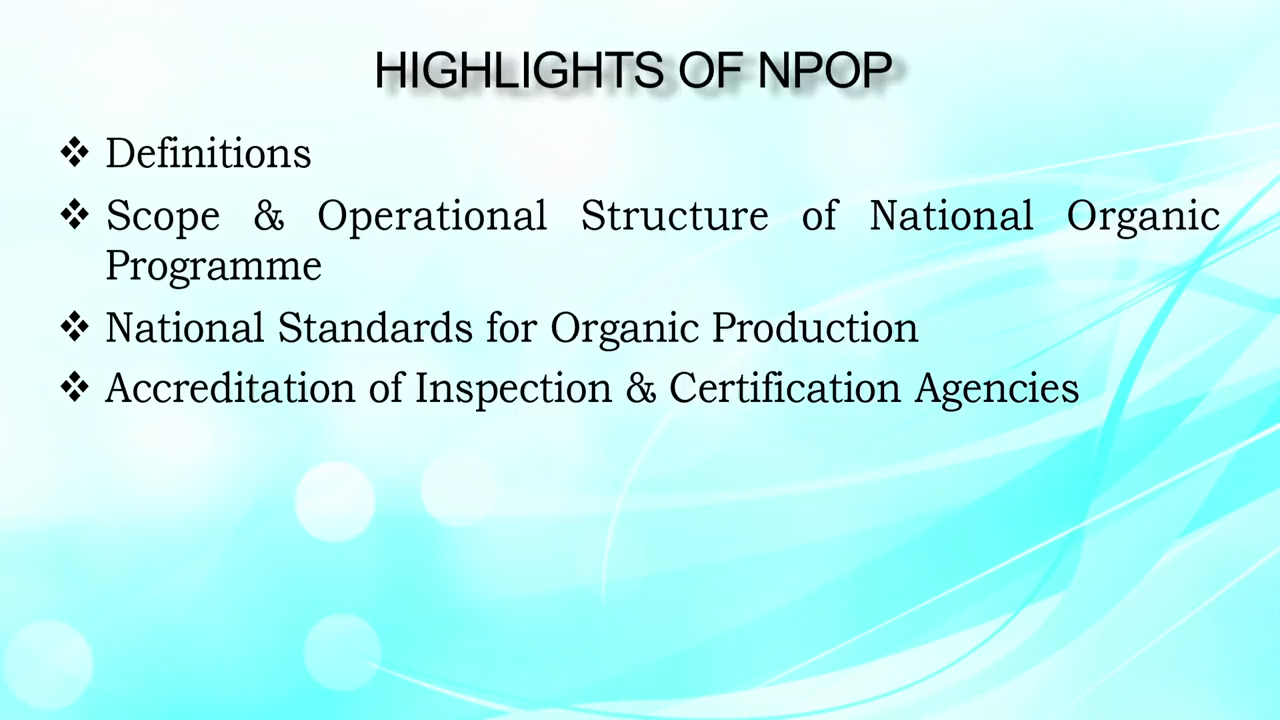 HIGHLIGHTS OF NPOP
❖ Definitions
❖ Scope & Operational Structure of National Organic
Programme
❖ National Standards for Organic Production
❖ Accreditation of Inspection & Certification Agencies